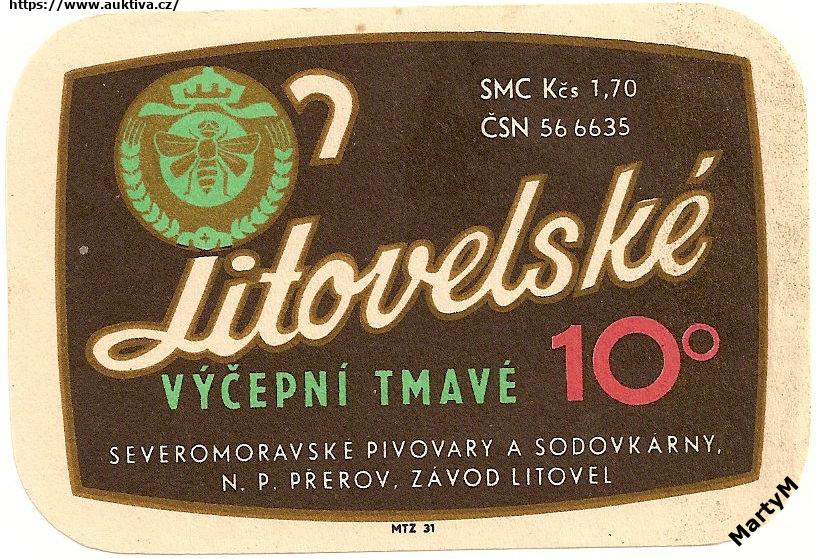 https://www.auktiva.cz/
SMC Kčs 1,70
ČSN 56 6635
Litovelské
VÝČEPNÍ TMAVÉ 10°
SEVEROMORAVSKE PIVOVARY A SODOVKARNY,
N. P. PŘEROV, ZÁVOD LITOVEL
MTZ 31
MartyM